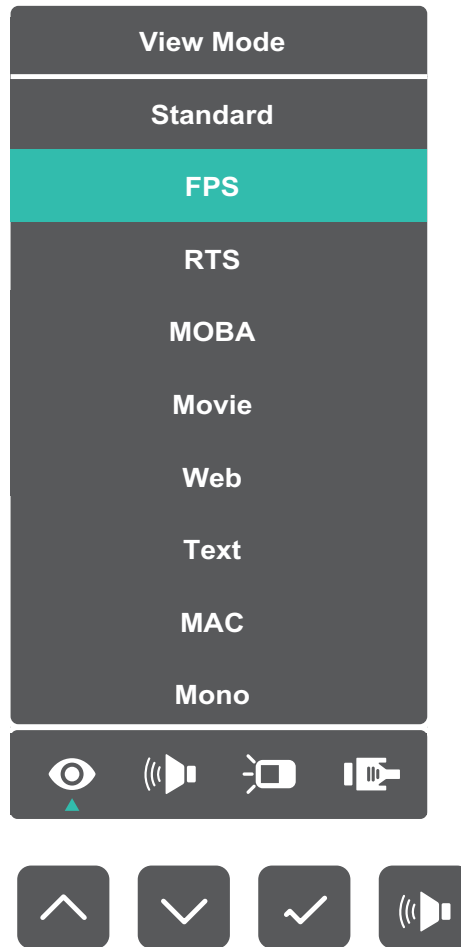 View Mode
Standard
FPS
RTS
MOBA
Movie
Web
Text
MAC
Mono